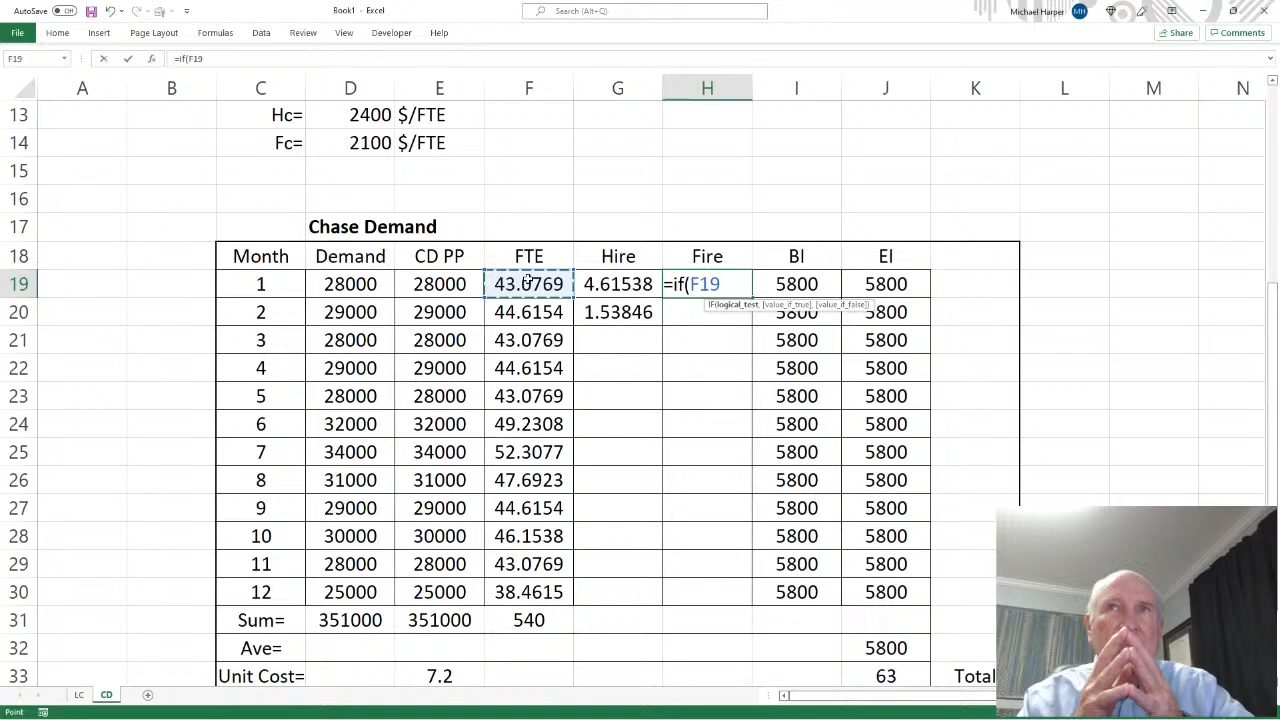 AutoSave Off Book1 - Excel Search (Alt+Q) Michael Harper MH
File Home Insert Page Layout Formulas Data Review View Developer Help Share Comments
F19 fx =if(F19
A B C D E F G H I J K L M N
13 Hc= 2400 $/FTE
14 Fc= 2100 $/FTE
15
16
17 Chase Demand
18 Month Demand CD PP FTE Hire Fire BI EI
19 1 28000 28000 43.0769 4.61538 =if(F19 5800 5800
IF(logical_test, [value_if_true], [value_if_false])
20 2 29000 29000 44.6154 1.53846 5800 5800
21 3 28000 28000 43.0769 5800 5800
22 4 29000 29000 44.6154 5800 5800
23 5 28000 28000 43.0769 5800 5800
24 6 32000 32000 49.2308 5800 5800
25 7 34000 34000 52.3077 5800 5800
26 8 31000 31000 47.6923 5800 5800
27 9 29000 29000 44.6154 5800 5800
28 10 30000 30000 46.1538 5800 5800
29 11 28000 28000 43.0769 5800 5800
30 12 25000 25000 38.4615 5800 5800
31 Sum= 351000 351000 540
32 Ave= 5800
33 Unit Cost= 7.2 63 Total
LC CD
Point